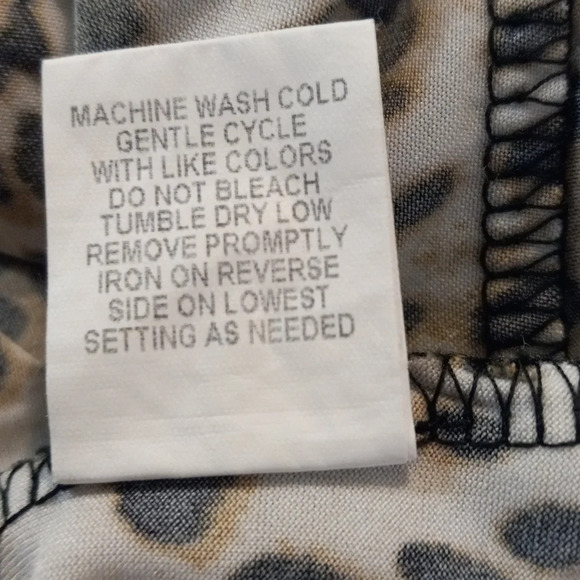 MACHINE WASH COLD
GENTLE CYCLE
WITH LIKE COLORS
DO NOT BLEACH
TUMBLE DRY LOW
REMOVE PROMPTLY
IRON ON REVERSE
SIDE ON LOWEST
SETTING AS NEEDED